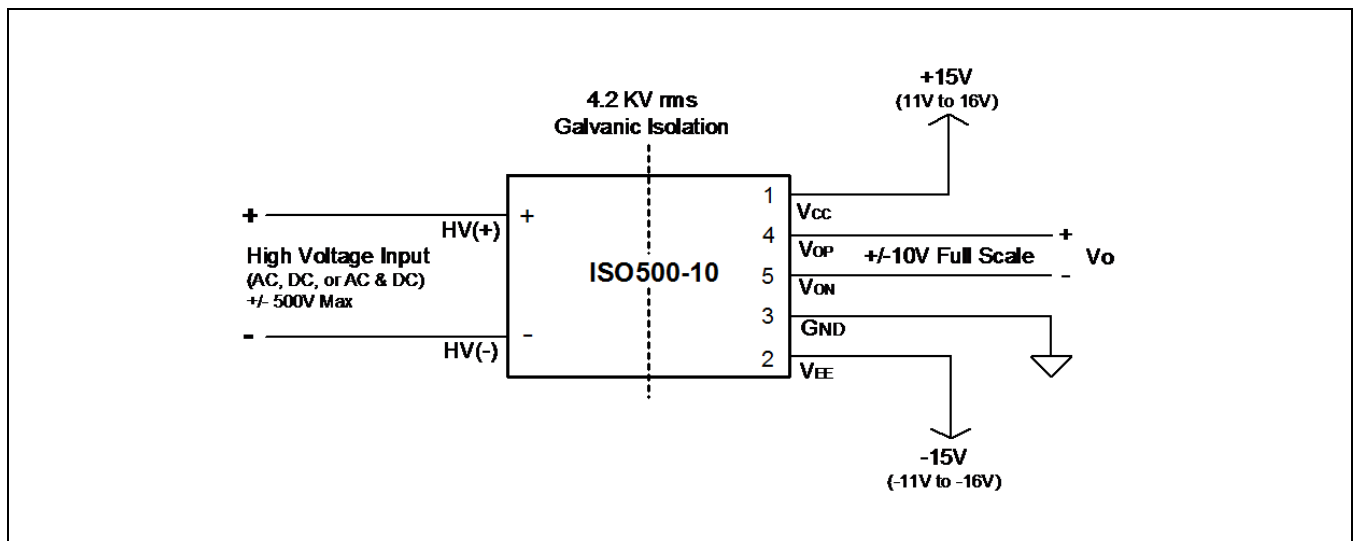 +15V
(11V to 16V)
4.2 KV rms
Galvanic Isolation
1
VCC
+
HV(+)
+
4
VOP
+/-10V Full Scale
+
Vo
High Voltage Input
(AC, DC, or AC & DC)
+/- 500V Max
ISO500-10
5
VON
-
3
GND
-
HV(-)
-
2
VEE
-15V
(-11V to -16V)